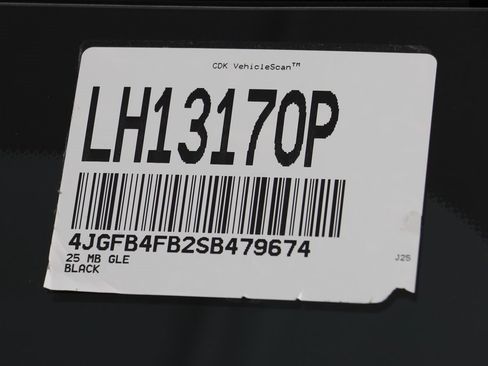 CDK VehicleScan™
LH13170P
4JGFB4FB2SB479674
25 MB GLE
BLACK
J25